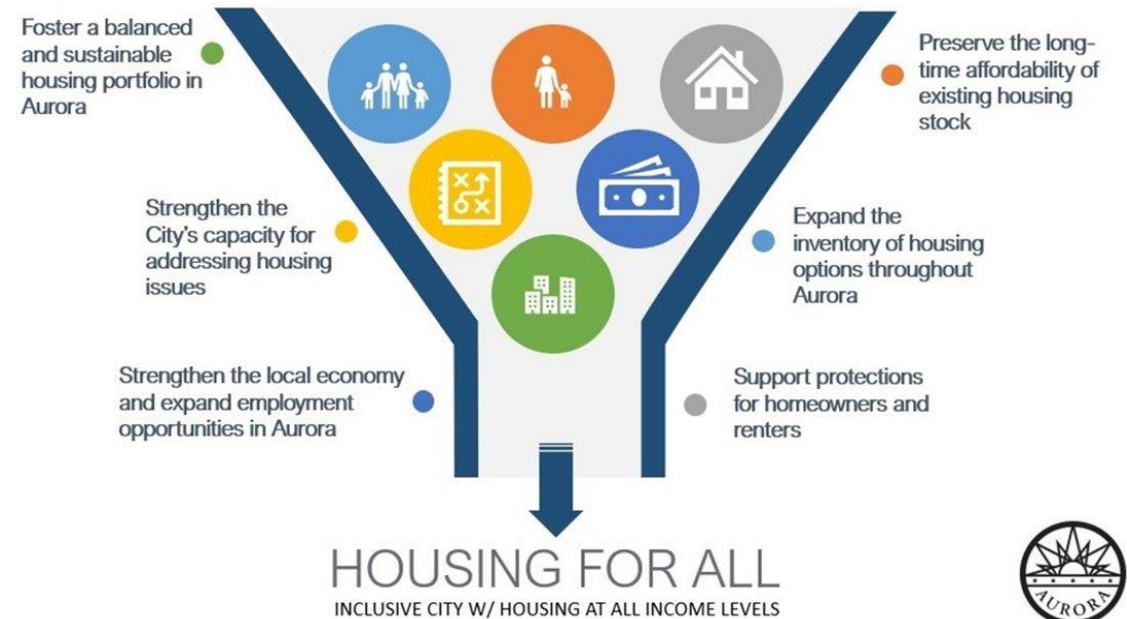 Foster a balanced
and sustainable
housing portfolio in
Aurora
Preserve the long-
time affordability of
existing housing
stock
Strengthen the
City's capacity for
addressing housing
issues
Expand the
inventory of housing
options throughout
Aurora
Strengthen the local economy
and expand employment
opportunities in Aurora
Support protections
for homeowners and
renters
HOUSING FOR ALL
INCLUSIVE CITY W/ HOUSING AT ALL INCOME LEVELS
AURORA